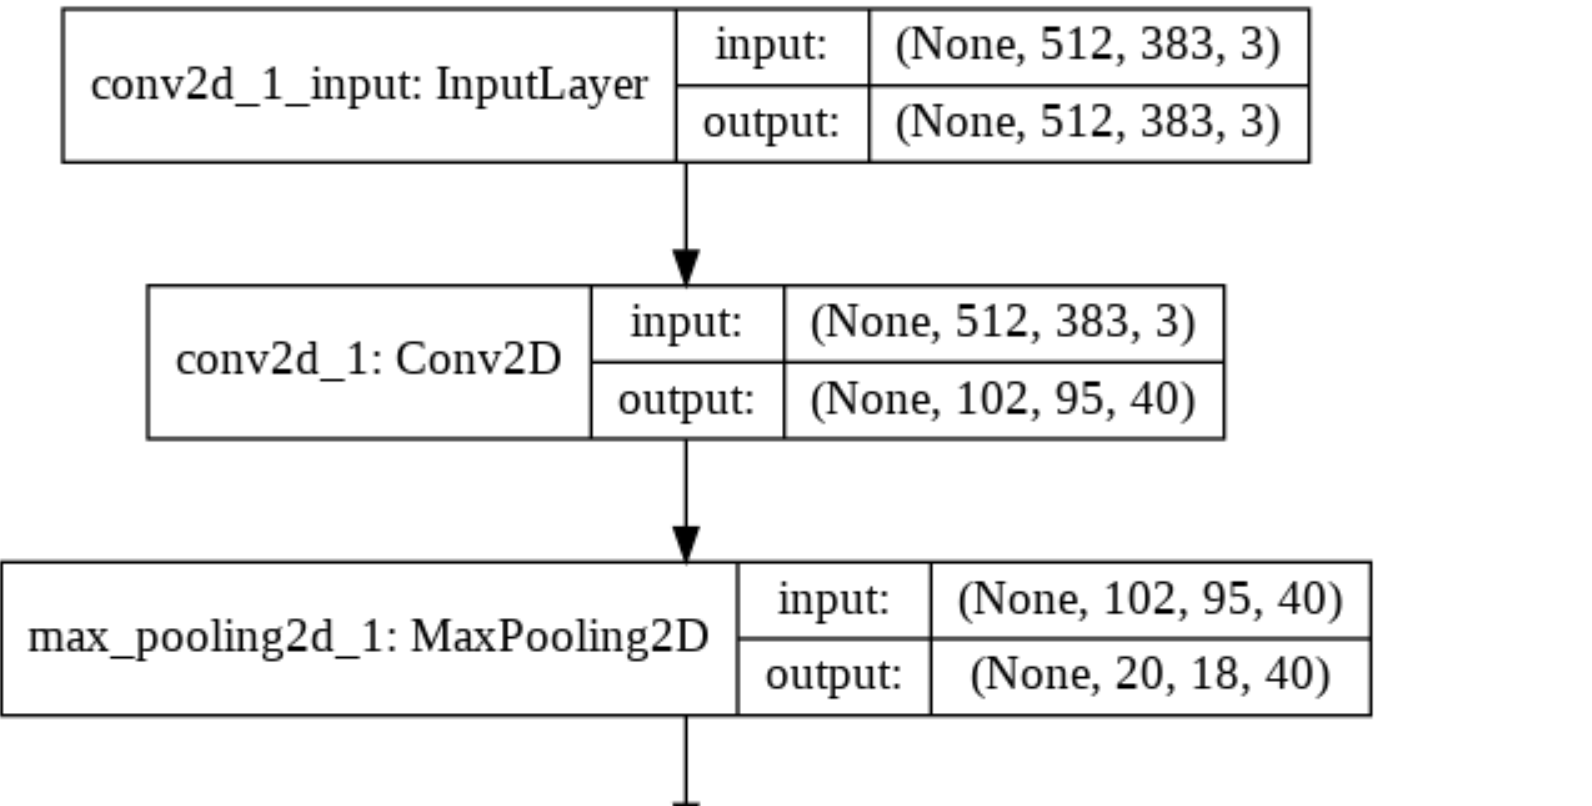 conv2d_1_input: InputLayer
input:
(None, 512, 383, 3)
output:
(None, 512, 383, 3)
conv2d_1: Conv2D
input:
(None, 512, 383, 3)
output:
(None, 102, 95, 40)
max_pooling2d_1: MaxPooling2D
input:
(None, 102, 95, 40)
output:
(None, 20, 18, 40)